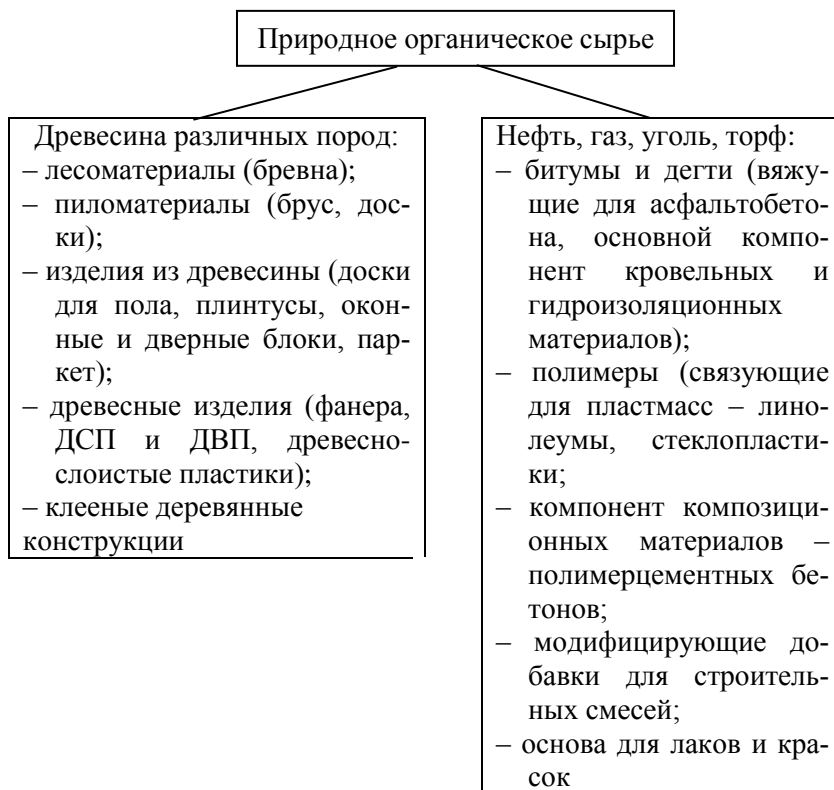 Природное органическое сырье
Древесина различных пород:
– лесоматериалы (бревна);
– пиломатериалы (брус, дос-
ки);
– изделия из древесины (доски
для пола, плинтусы, окон-
ные и дверные блоки, пар-
кет);
– древесные изделия (фанера,
ДСП и ДВП, древесно-
слоистые пластики);
– клееные деревянные
конструкции
Нефть, газ, уголь, торф:
– битумы и дегти (вяжу-
щие для асфальтобето-
на, основной компо-
нент кровельных и
гидроизоляционных
материалов);
– полимеры (связующие
для пластмасс – лино-
леумы, стеклопласти-
ки;
– компонент композици-
онных материалов –
полимерцементных бе-
тонов;
– модифицирующие до-
бавки для строитель-
ных смесей;
– основа для лаков и кра-
сок